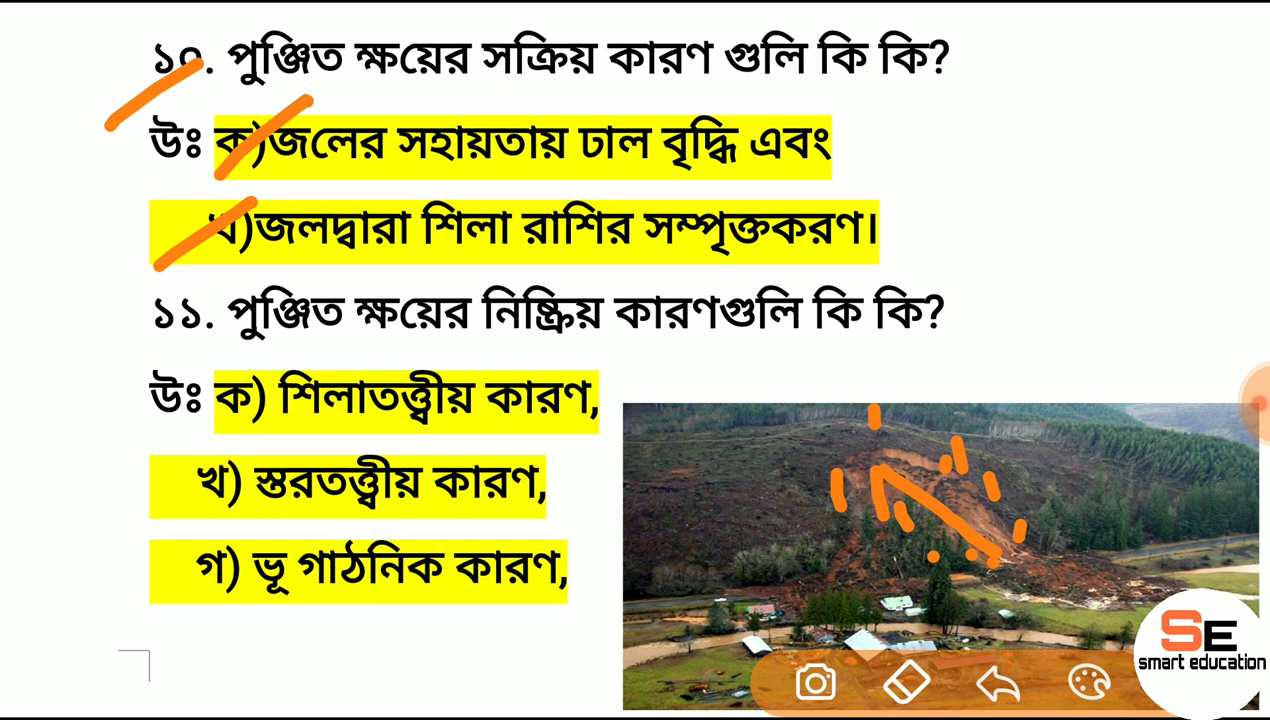 ১০. পুঞ্জিত ক্ষয়ের সক্রিয় কারণ গুলি কি কি?
উঃ ক)জলের সহায়তায় ঢাল বৃদ্ধি এবং
খ)জলদ্বারা শিলা রাশির সম্পৃক্তকরণ।
১১. পুঞ্জিত ক্ষয়ের নিষ্ক্রিয় কারণগুলি কি কি?
উঃ ক) শিলাতত্ত্বীয় কারণ,
খ) স্তরতত্ত্বীয় কারণ,
গ) ভূ গাঠনিক কারণ,
SE
smart education